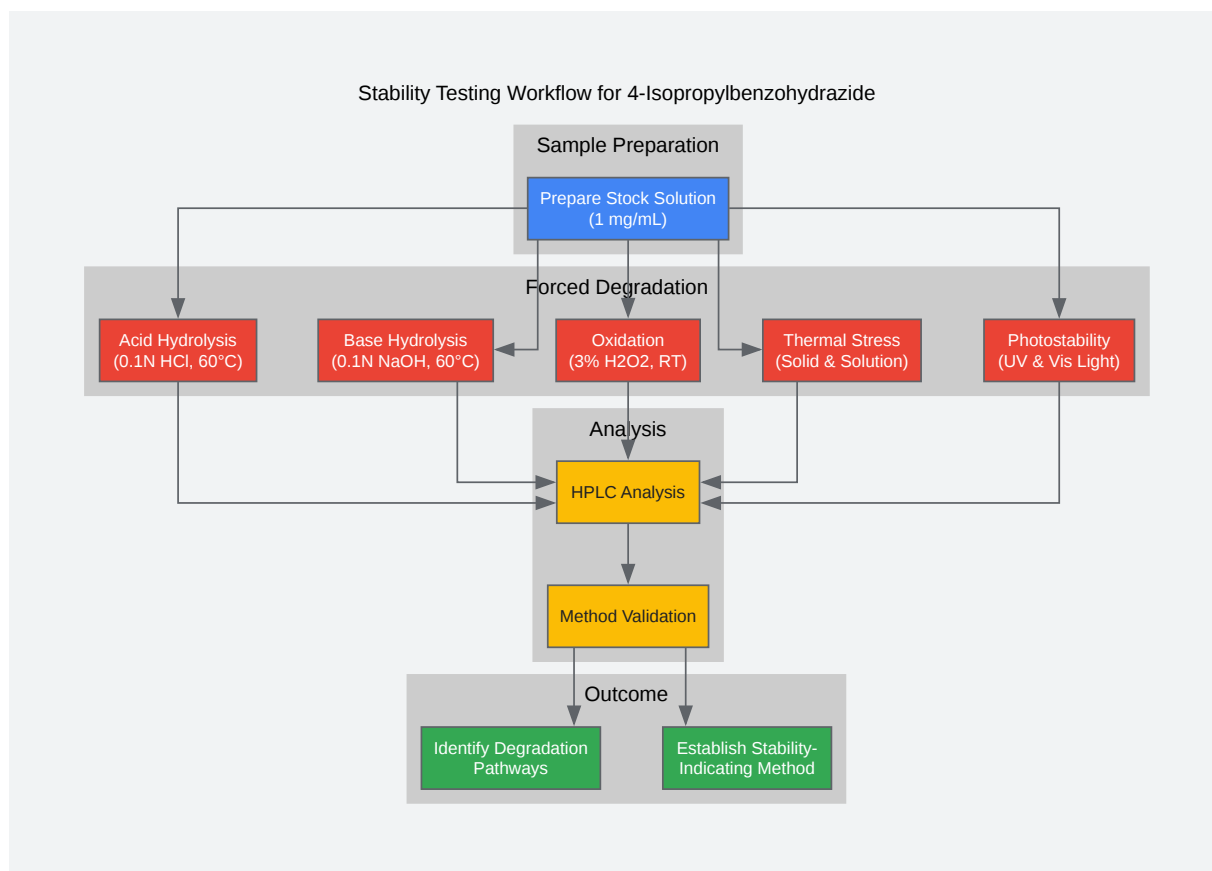 Stability Testing Workflow for 4-Isopropylbenzohydrazide
Sample Preparation
Prepare Stock Solution
(1 mg/mL)
Forced Degradation
Acid Hydrolysis
(0.1N HCl, 60°C)
Base Hydrolysis
(0.1N NaOH, 60°C)
Oxidation
(3% H2O2, RT)
Thermal Stress
(Solid & Solution)
Photostability
(UV & Vis Light)
Analysis
HPLC Analysis
Method Validation
Outcome
Identify Degradation
Pathways
Establish Stability-
Indicating Method